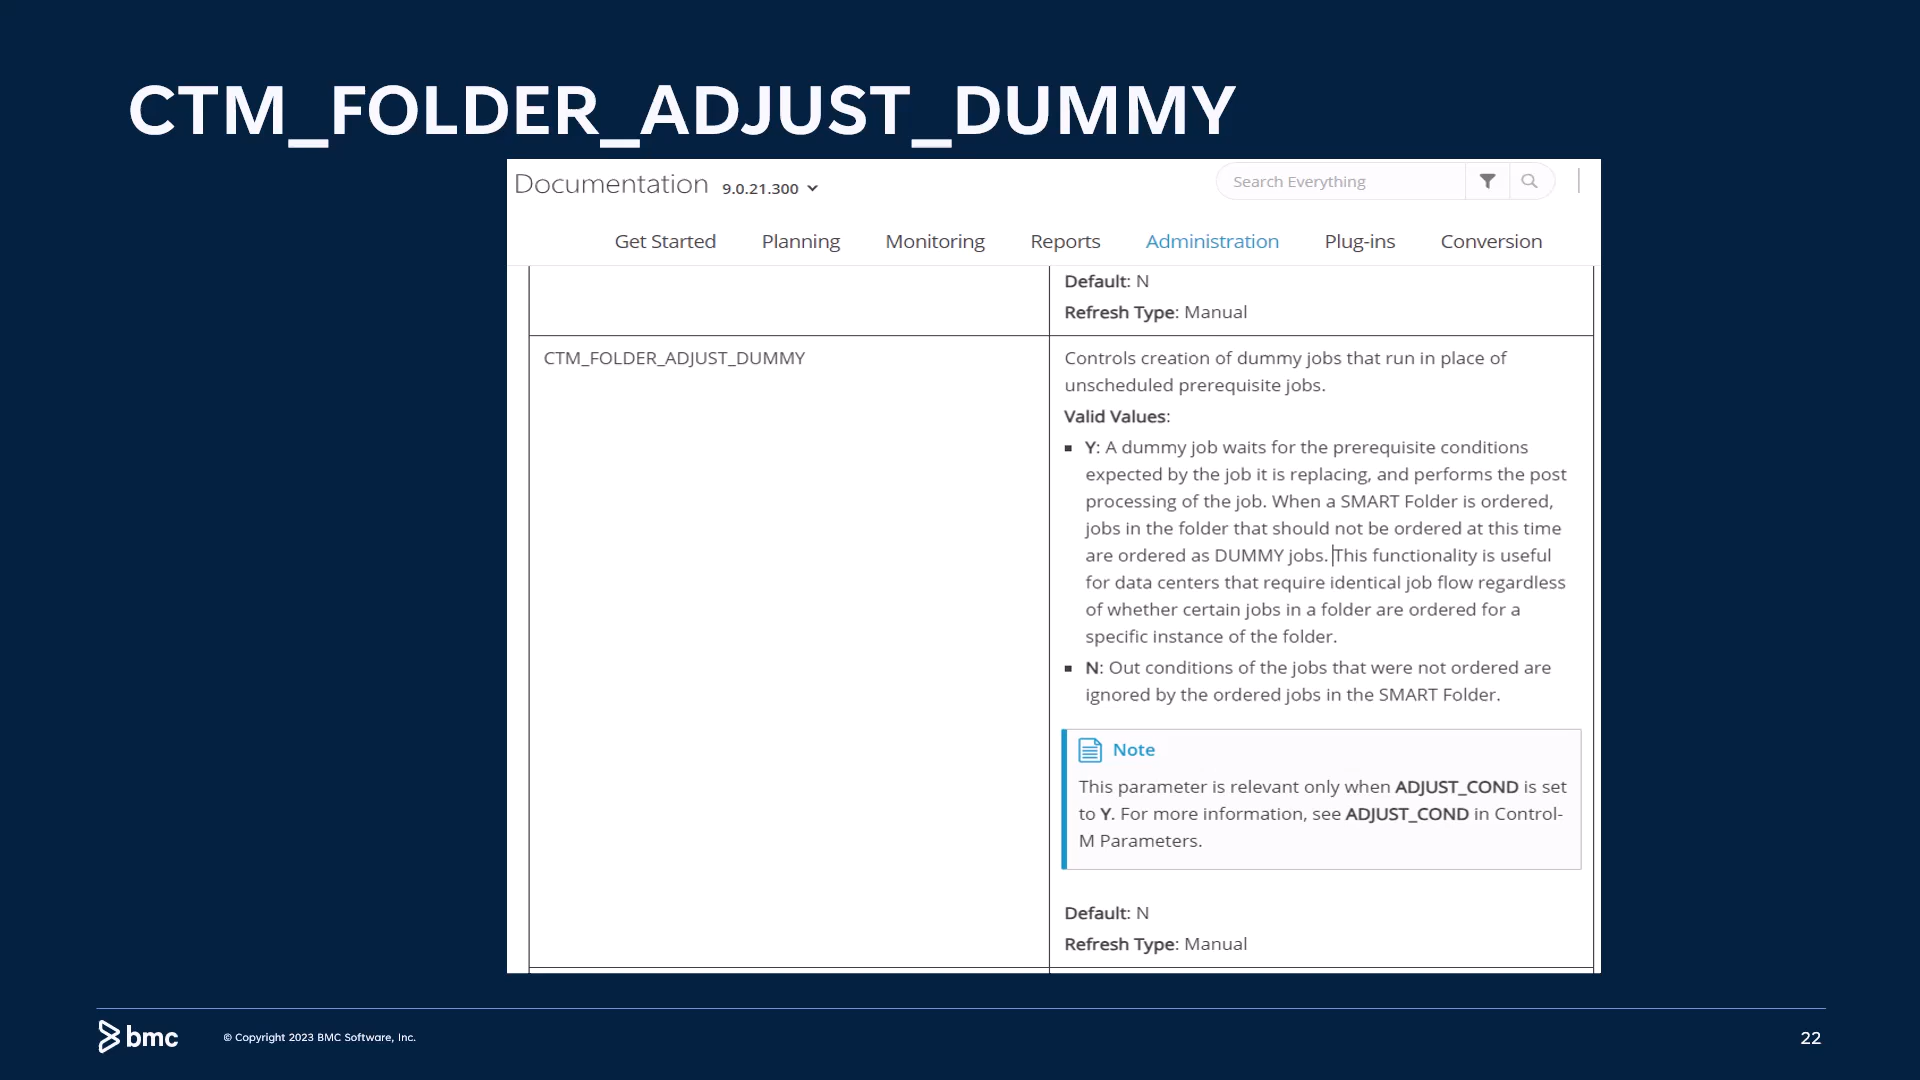 CTM_FOLDER_ADJUST_DUMMY
Documentation 9.0.21.300
Search Everything
Get Started Planning Monitoring Reports Administration Plug-ins Conversion
Default: N
Refresh Type: Manual
CTM_FOLDER_ADJUST_DUMMY
Controls creation of dummy jobs that run in place of
unscheduled prerequisite jobs.
Valid Values:
▪ Y: A dummy job waits for the prerequisite conditions
expected by the job it is replacing, and performs the post
processing of the job. When a SMART Folder is ordered,
jobs in the folder that should not be ordered at this time
are ordered as DUMMY jobs. This functionality is useful
for data centers that require identical job flow regardless
of whether certain jobs in a folder are ordered for a
specific instance of the folder.
▪ N: Out conditions of the jobs that were not ordered are
ignored by the ordered jobs in the SMART Folder.
Note
This parameter is relevant only when ADJUST_COND is set
to Y. For more information, see ADJUST_COND in Control-
M Parameters.
Default: N
Refresh Type: Manual
bmc © Copyright 2023 BMC Software, Inc. 22